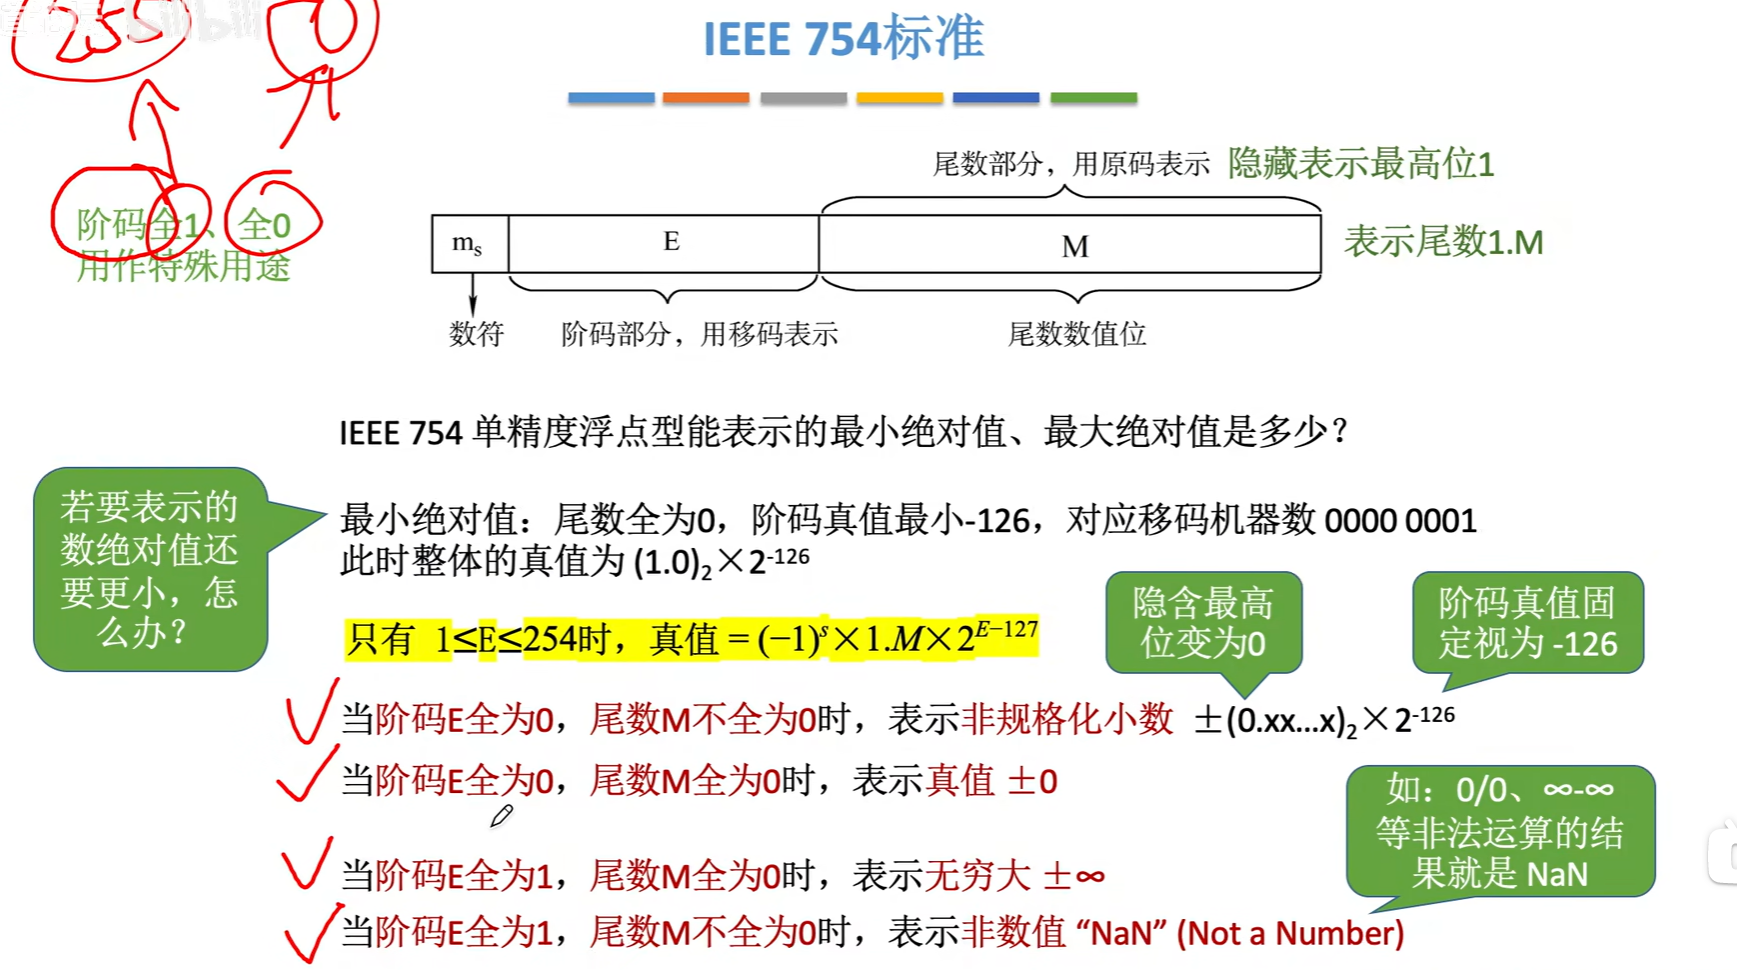 255
0
bilibili
IEEE 754标准
阶码全1、全0
用作特殊用途
尾数部分，用原码表示 隐藏表示最高位1
mₛ E M 表示尾数1.M
数符 阶码部分，用移码表示 尾数数值位
IEEE 754 单精度浮点型能表示的最小绝对值、最大绝对值是多少？
若要表示的
数绝对值还
要更小，怎
么办？
最小绝对值：尾数全为0，阶码真值最小-126，对应移码机器数 0000 0001
此时整体的真值为 (1.0)₂×2⁻¹²⁶
只有 1≤E≤254时，真值 = (−1)ˢ×1.M×2ᴱ⁻¹²⁷
隐含最高
位变为0
阶码真值固
定视为 -126
当阶码E全为0，尾数M不全为0时，表示非规格化小数 ±(0.xx...x)₂×2⁻¹²⁶
当阶码E全为0，尾数M全为0时，表示真值 ±0
如：0/0、∞-∞
等非法运算的结
果就是 NaN
当阶码E全为1，尾数M全为0时，表示无穷大 ±∞
当阶码E全为1，尾数M不全为0时，表示非数值 “NaN” (Not a Number)